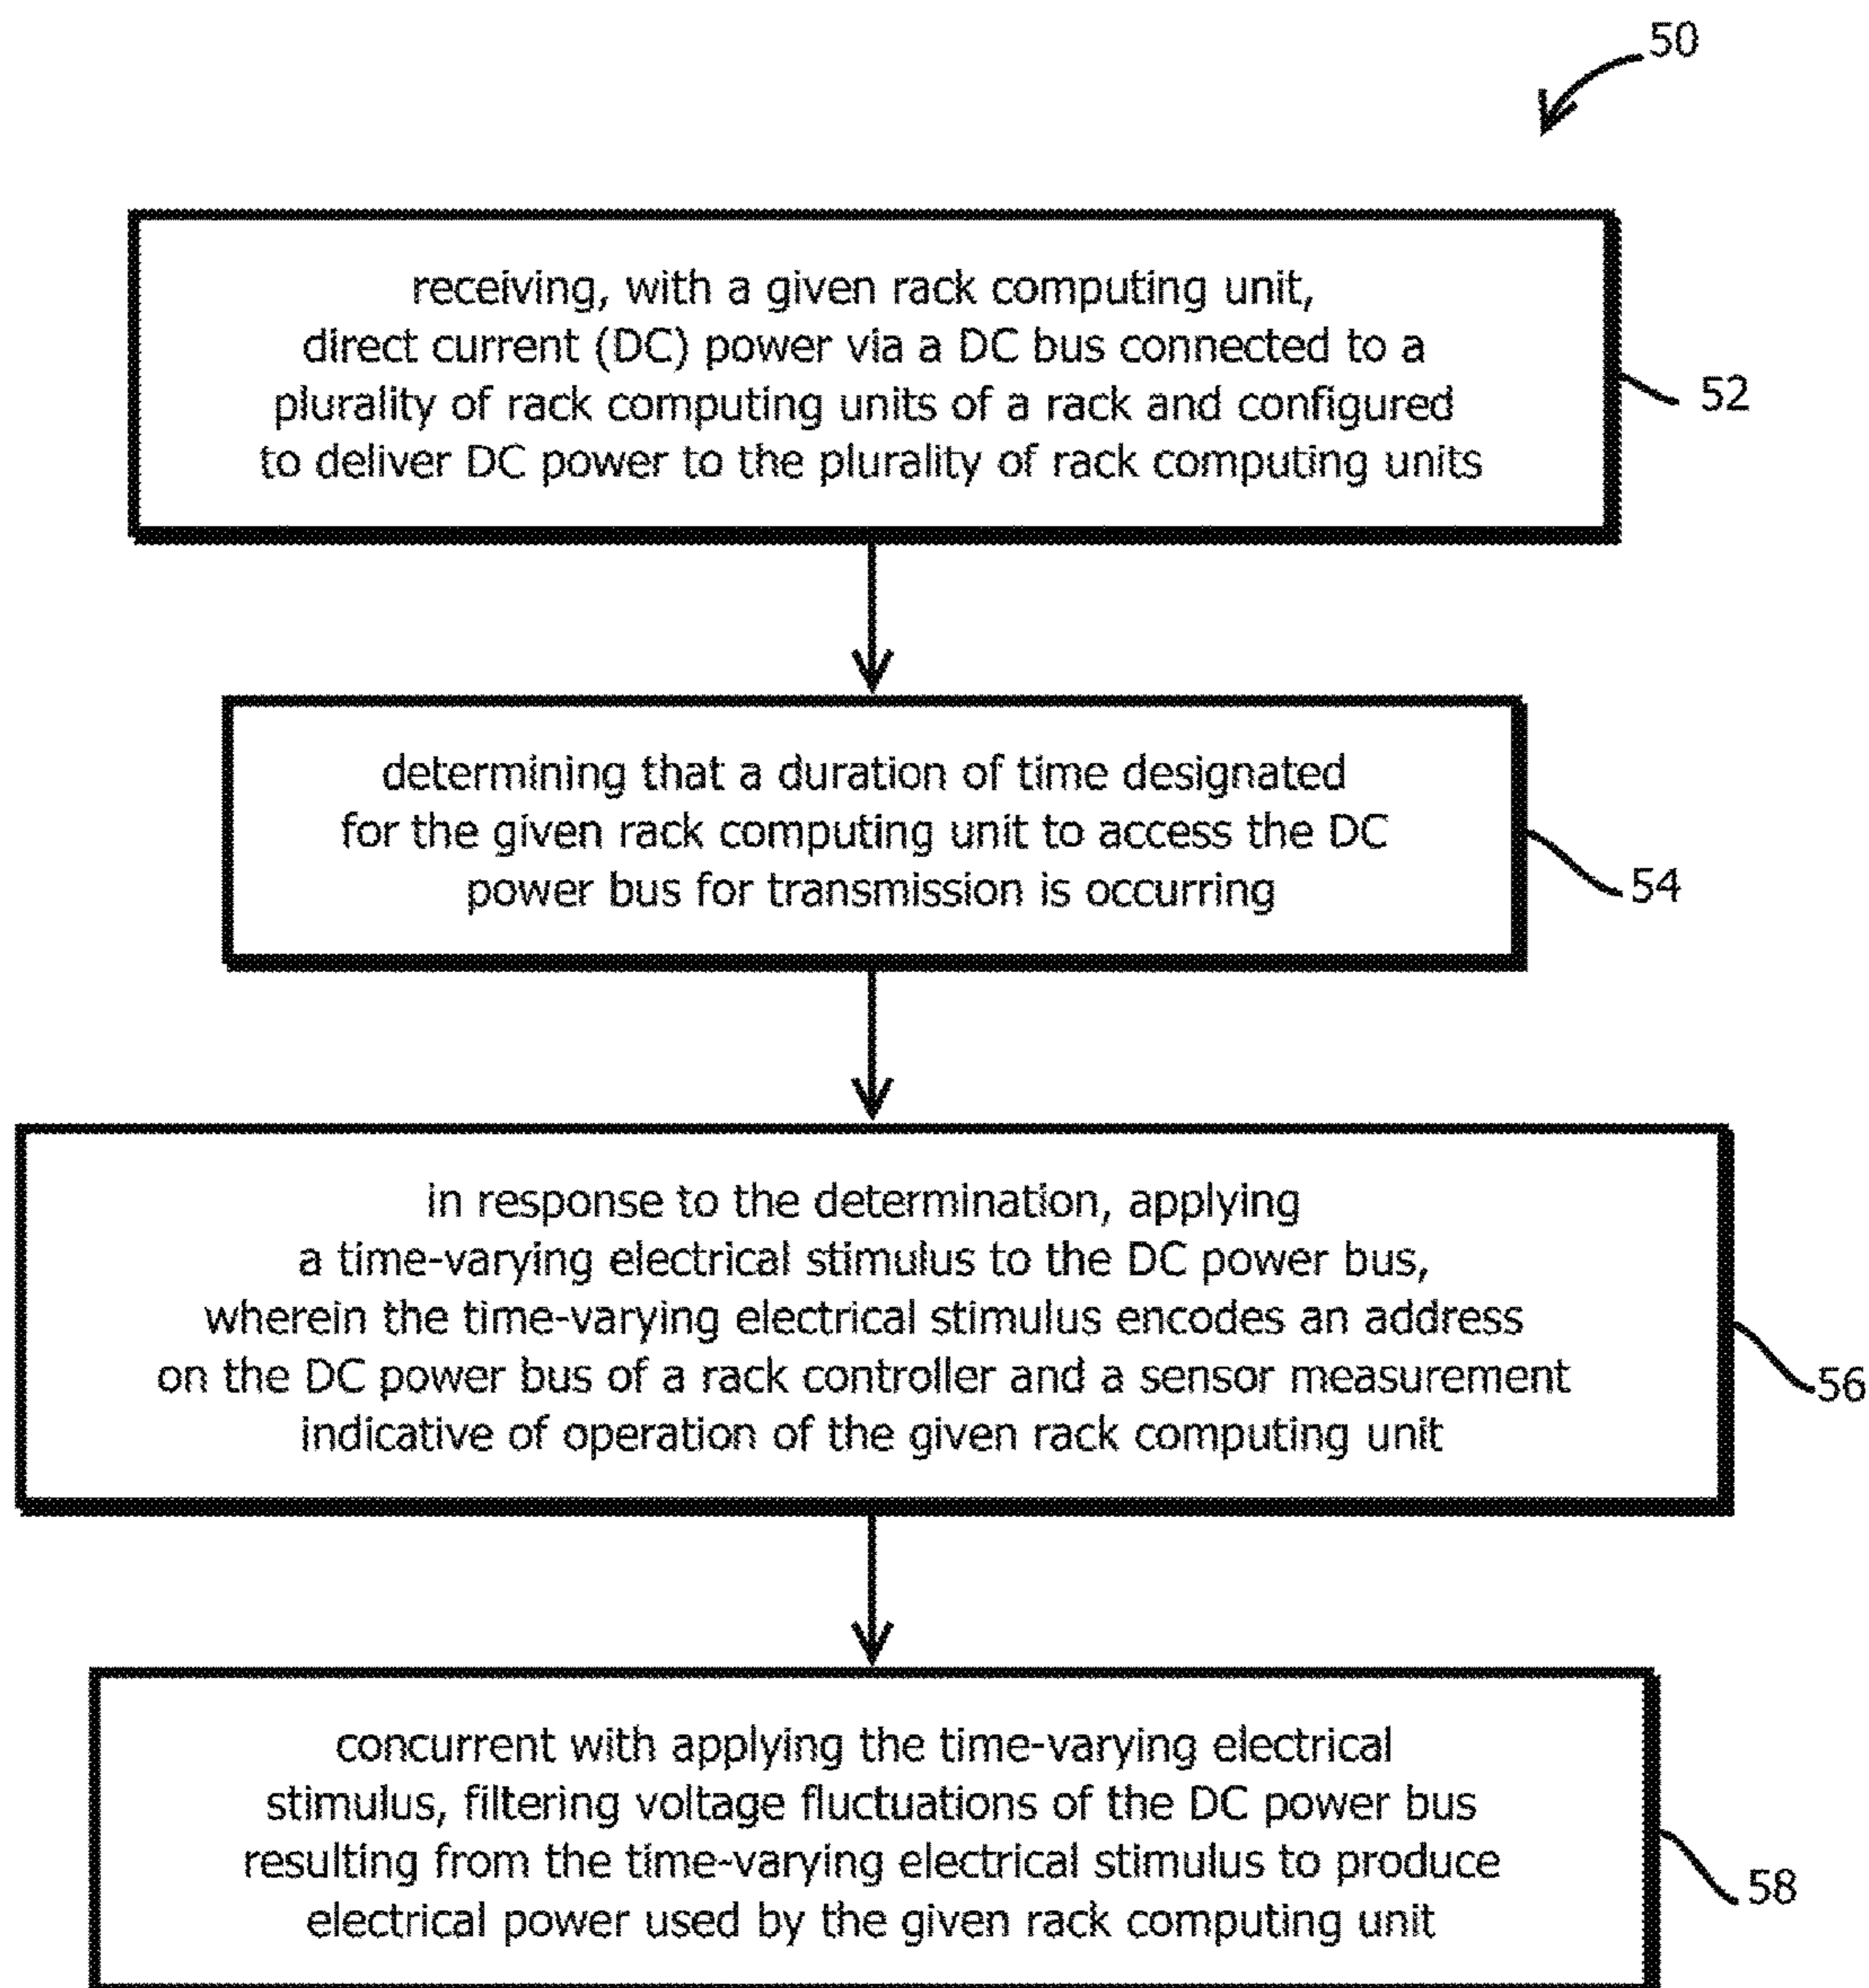 50
receiving, with a given rack computing unit,
direct current (DC) power via a DC bus connected to a
plurality of rack computing units of a rack and configured
to deliver DC power to the plurality of rack computing units
52
determining that a duration of time designated
for the given rack computing unit to access the DC
power bus for transmission is occurring
54
in response to the determination, applying
a time-varying electrical stimulus to the DC power bus,
wherein the time-varying electrical stimulus encodes an address
on the DC power bus of a rack controller and a sensor measurement
indicative of operation of the given rack computing unit
56
concurrent with applying the time-varying electrical
stimulus, filtering voltage fluctuations of the DC power bus
resulting from the time-varying electrical stimulus to produce
electrical power used by the given rack computing unit
58